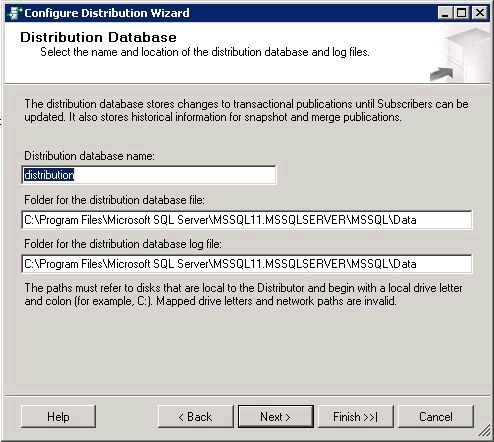 Configure Distribution Wizard
Distribution Database
Select the name and location of the distribution database and log files.
The distribution database stores changes to transactional publications until Subscribers can be
updated. It also stores historical information for snapshot and merge publications.
Distribution database name:
distribution
Folder for the distribution database file:
C:\Program Files\Microsoft SQL Server\MSSQL11.MSSQLSERVER\MSSQL\Data
Folder for the distribution database log file:
C:\Program Files\Microsoft SQL Server\MSSQL11.MSSQLSERVER\MSSQL\Data
The paths must refer to disks that are local to the Distributor and begin with a local drive letter
and colon (for example, C:). Mapped drive letters and network paths are invalid.
Help
< Back
Next >
Finish >>|
Cancel